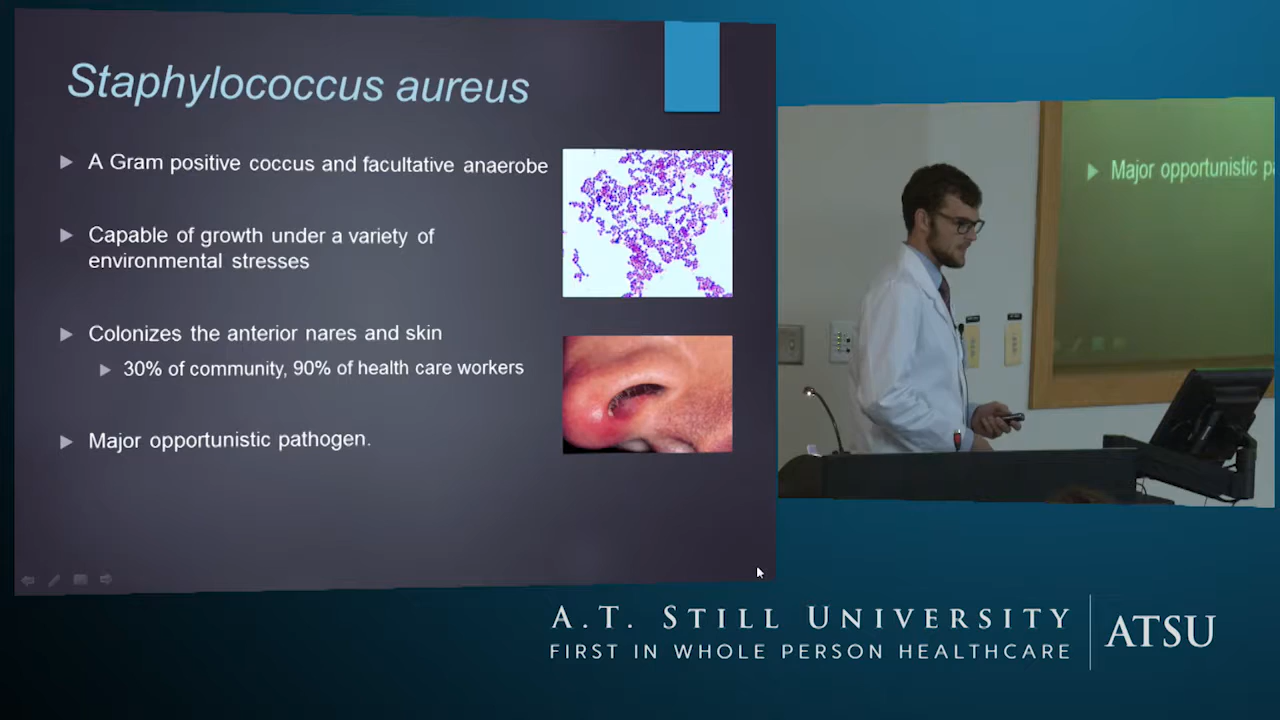 Staphylococcus aureus
A Gram positive coccus and facultative anaerobe
Capable of growth under a variety of
environmental stresses
Colonizes the anterior nares and skin
30% of community, 90% of health care workers
Major opportunistic pathogen.
Major opportunistic p
A.T. STILL UNIVERSITY
FIRST IN WHOLE PERSON HEALTHCARE
ATSU